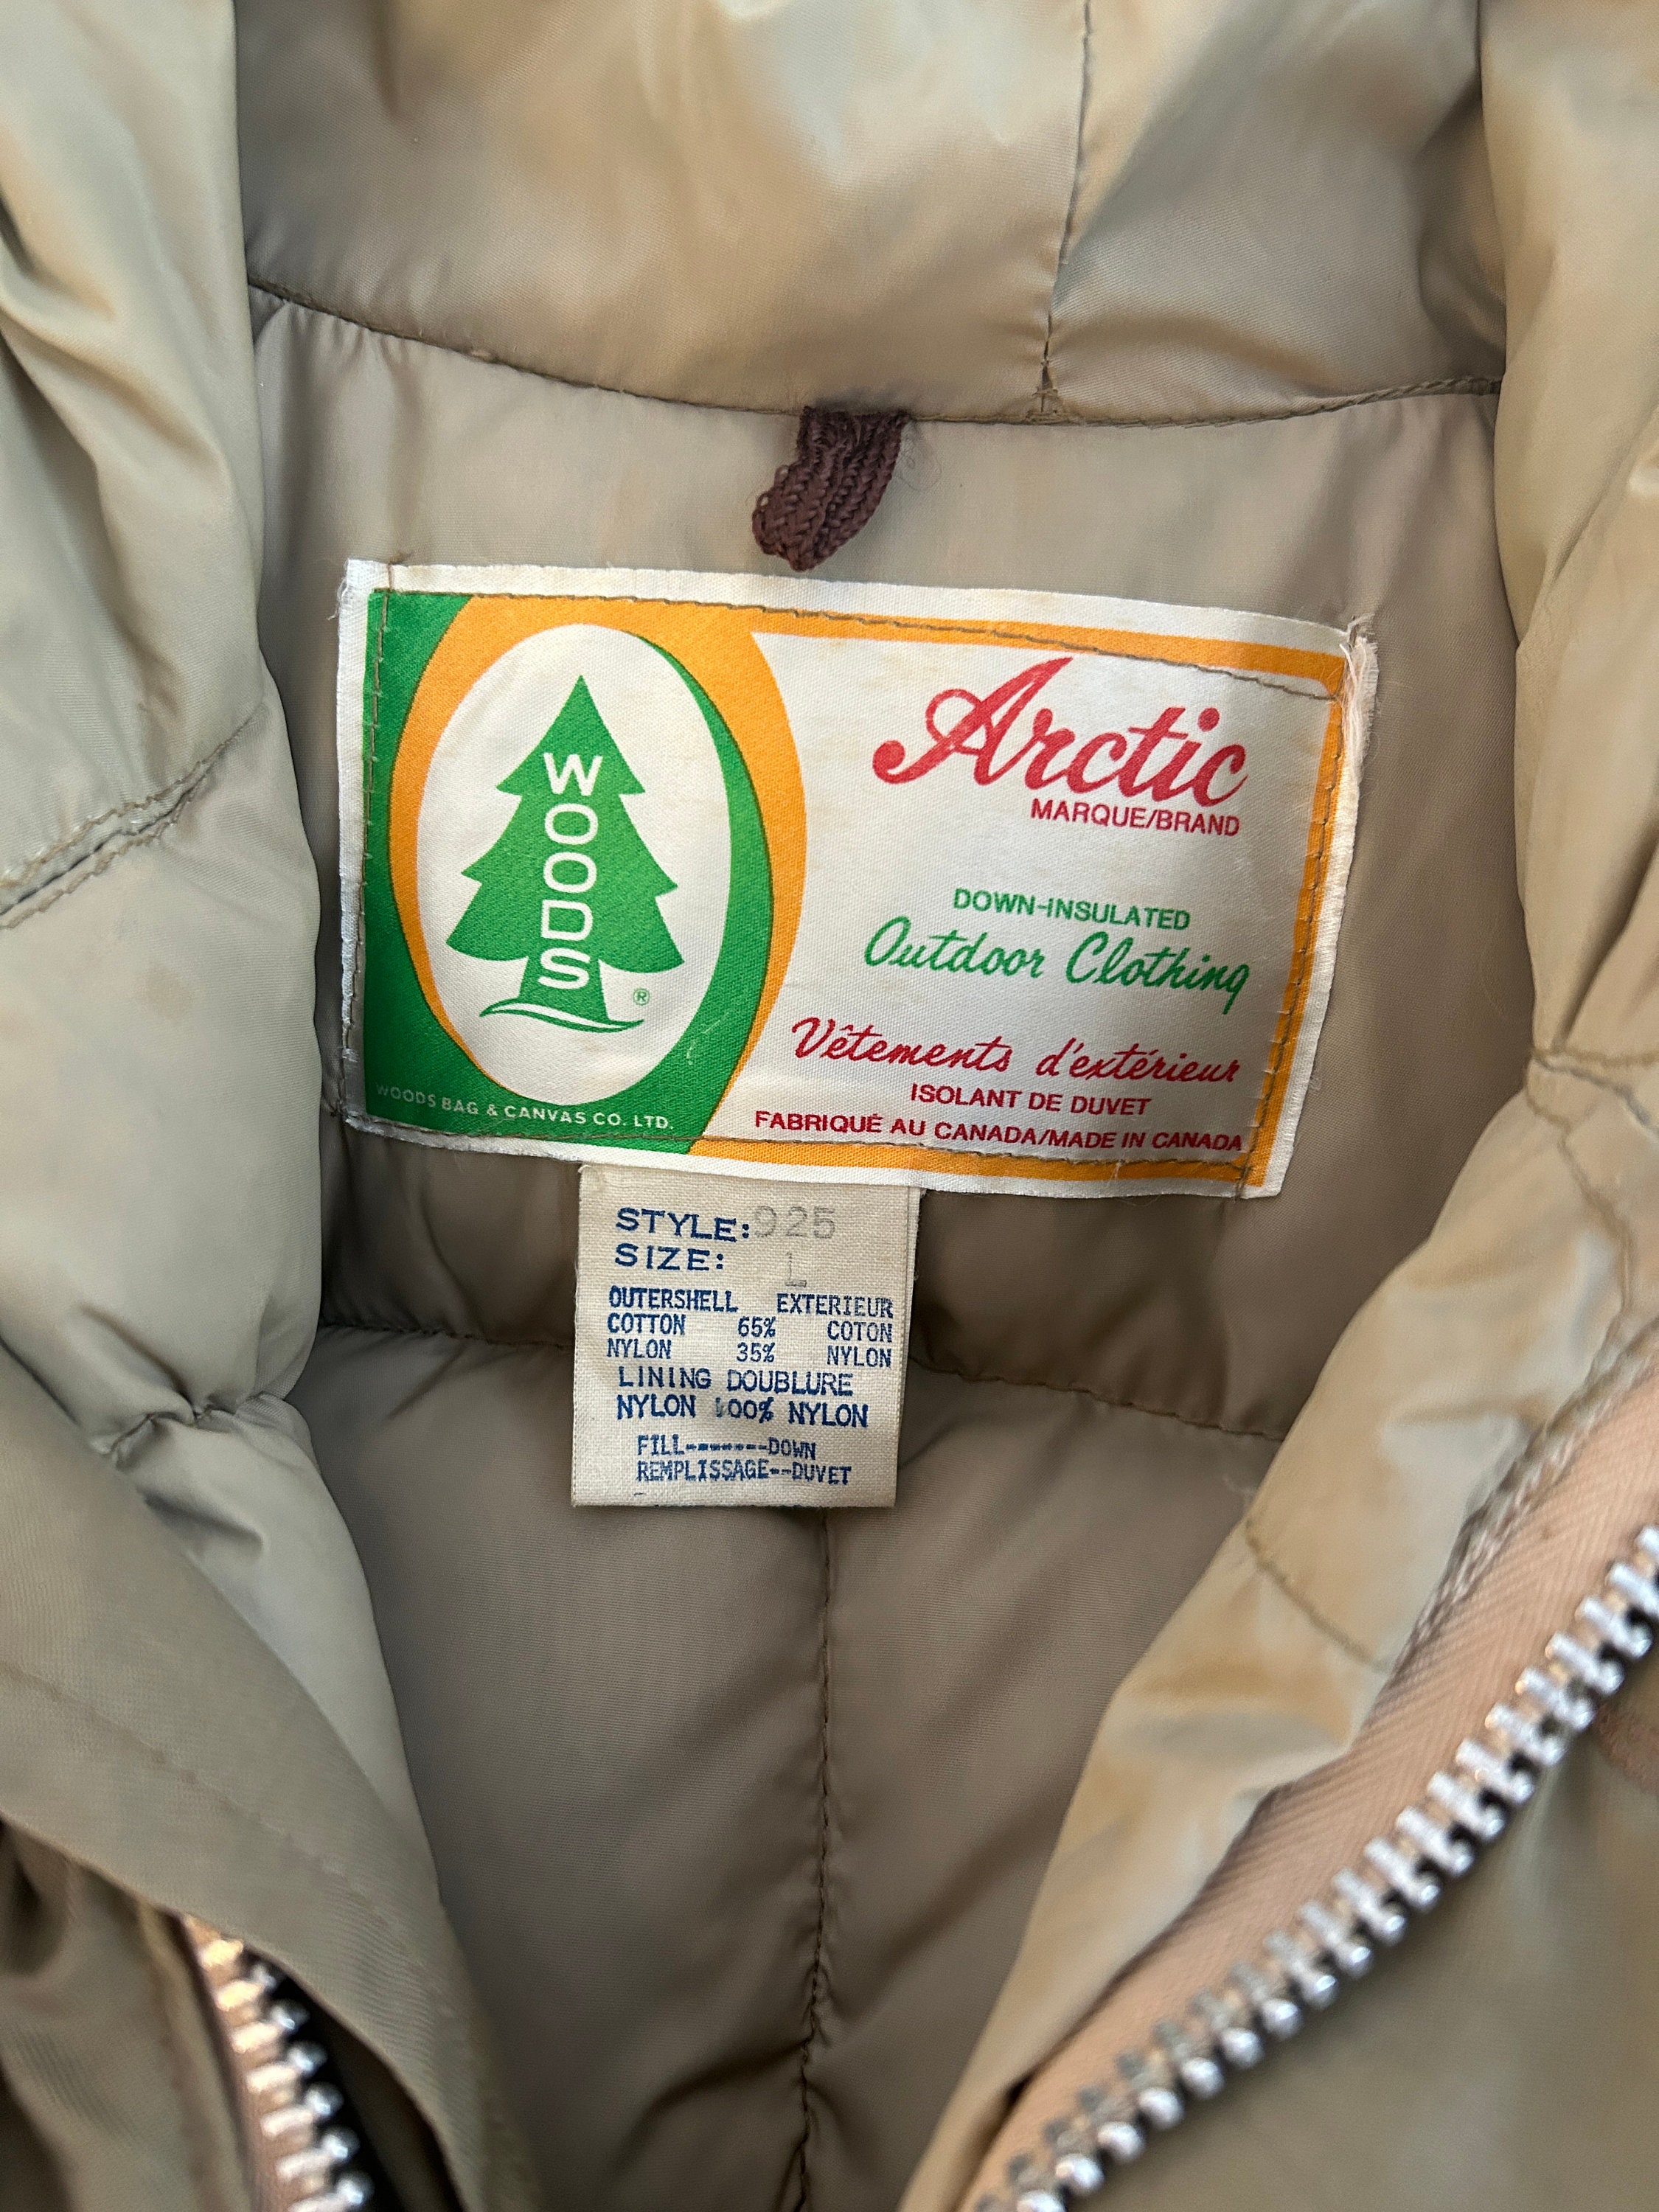 WOODS
®
WOODS BAG & CANVAS CO. LTD.
Arctic
MARQUE/BRAND
DOWN-INSULATED
Outdoor Clothing
Vêtements d'extérieur
ISOLANT DE DUVET
FABRIQUÉ AU CANADA/MADE IN CANADA
STYLE: 925
SIZE: L
OUTERSHELL EXTERIEUR
COTTON 65% COTON
NYLON 35% NYLON
LINING DOUBLURE
NYLON 100% NYLON
FILL-------DOWN
REMPLISSAGE--DUVET